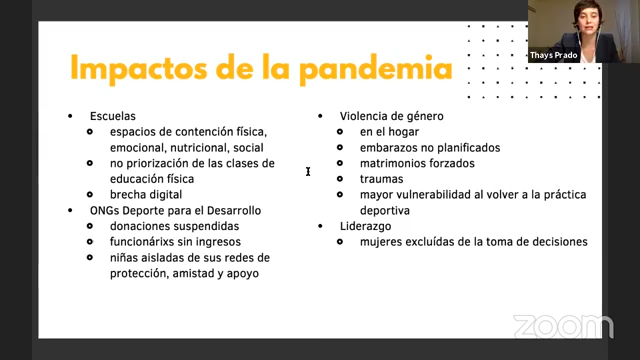 Impactos de la pandemia
Escuelas
espacios de contención física,
emocional, nutricional, social
no priorización de las clases de
educación física
brecha digital
ONGs Deporte para el Desarrollo
donaciones suspendidas
funcionárixs sin ingresos
niñas aisladas de sus redes de
protección, amistad y apoyo
Violencia de género
en el hogar
embarazos no planificados
matrimonios forzados
traumas
mayor vulnerabilidad al volver a la práctica
deportiva
Liderazgo
mujeres excluídas de la toma de decisiones
Thays Prado
zoom